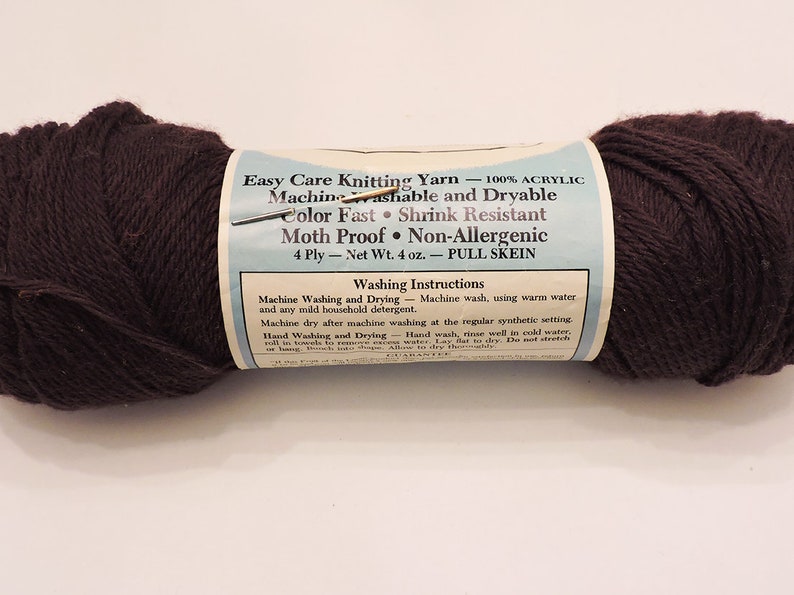 Easy Care Knitting Yarn — 100% ACRYLIC
Machine Washable and Dryable
Color Fast • Shrink Resistant
Moth Proof • Non-Allergenic
4 Ply — Net Wt. 4 oz. — PULL SKEIN
Washing Instructions
Machine Washing and Drying — Machine wash, using warm water
and any mild household detergent.
Machine dry after machine washing at the regular synthetic setting.
Hand Washing and Drying — Hand wash, rinse well in cold water,
roll in towels to remove excess water. Lay flat to dry. Do not stretch
or hang. Bunch into shape. Allow to dry thoroughly.
GUARANTEE